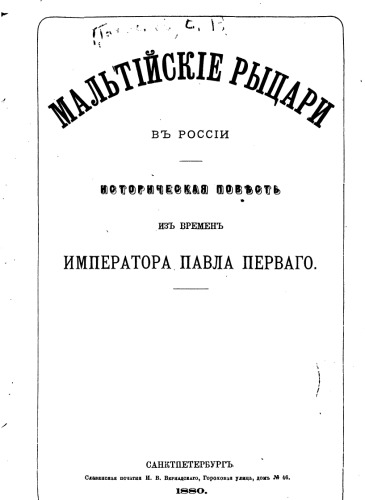 МАЛЬТІЙСКІЕ РЫЦАРИ
ВЪ РОССІИ
ИСТОРИЧЕСКАЯ ПОВѢСТЬ
ИЗЪ ВРЕМЕНЪ
ИМПЕРАТОРА ПАВЛА ПЕРВАГО.
САНКТПЕТЕРБУРГЪ
Славянская печатня И. В. Вернадскаго, Гороховая улица, домъ № 46.
1880.